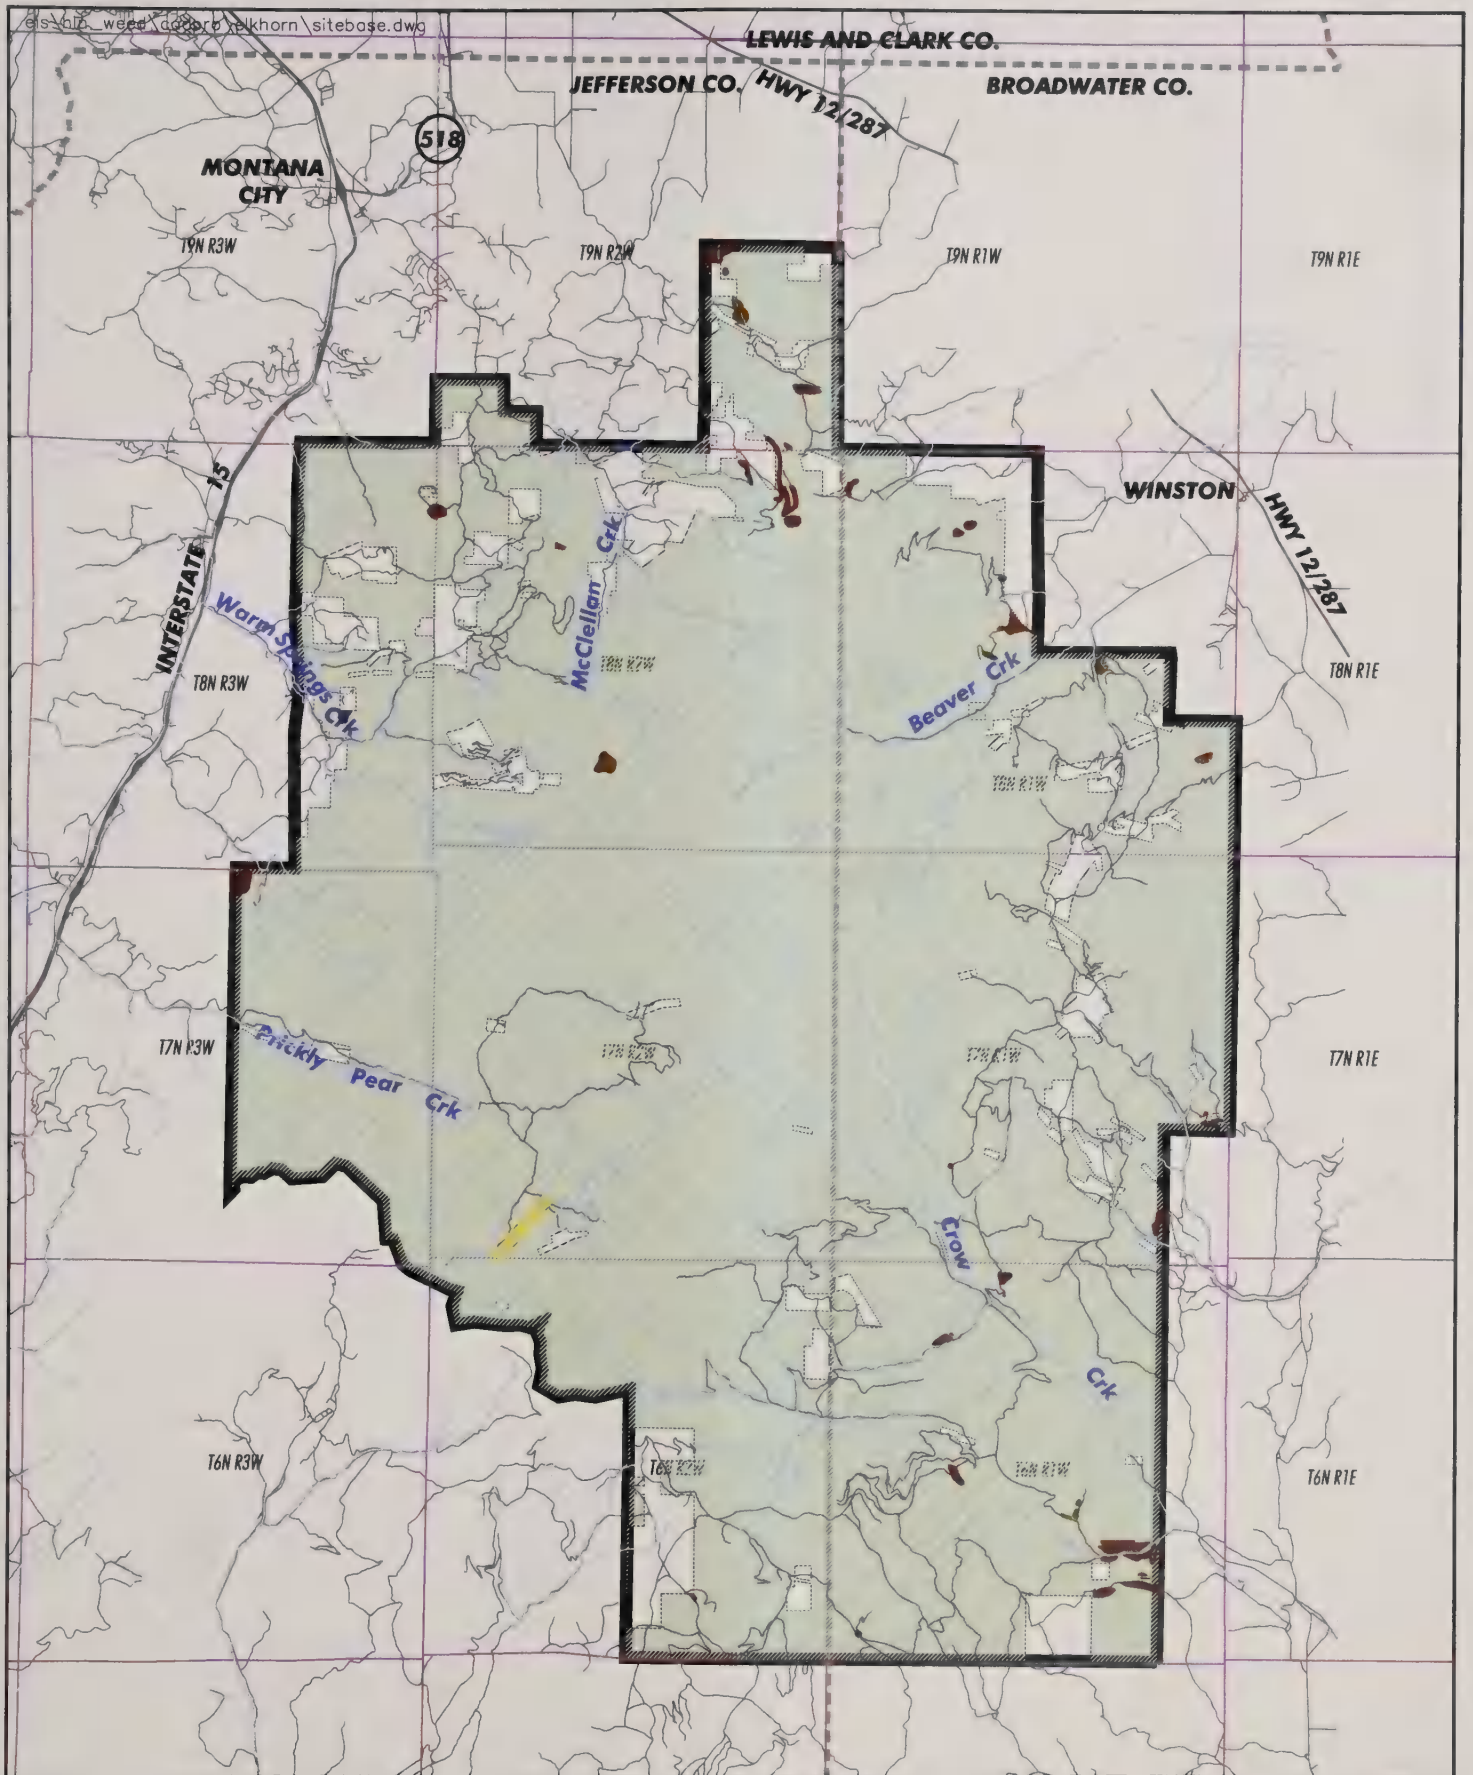 eis\hlc_weed\cadpro\elkhorn\sitebase.dwg
LEWIS AND CLARK CO.
JEFFERSON CO.
HWY 12/287
BROADWATER CO.
518
MONTANA
CITY
T9N R3W
T9N R2W
T9N R1W
T9N R1E
INTERSTATE 15
WINSTON
HWY 12/287
Warm Springs Crk
McClellan Crk
T8N R3W
T8N R2W
Beaver Crk
T8N R1E
T8N R1W
T7N R3W
Prickly Pear Crk
T7N R2W
T7N R1W
T7N R1E
Crow Crk
T6N R3W
T6N R2W
T6N R1W
T6N R1E